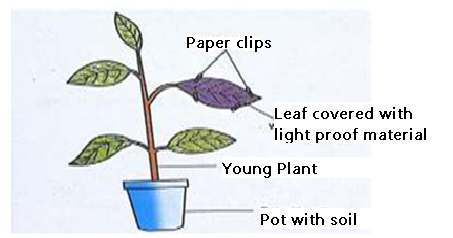 Paper clips
Leaf covered with
light proof material
Young Plant
Pot with soil